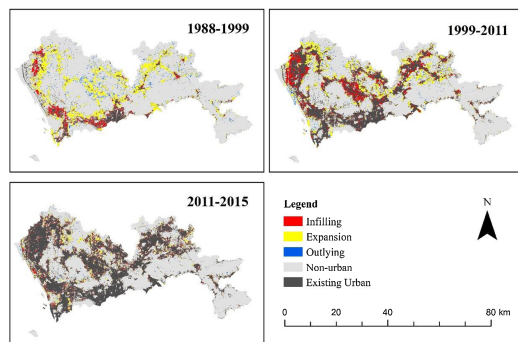 1988-1999
1999-2011
2011-2015
Legend
Infilling
Expansion
Outlying
Non-urban
Existing Urban
N
0 20 40 60 80 km